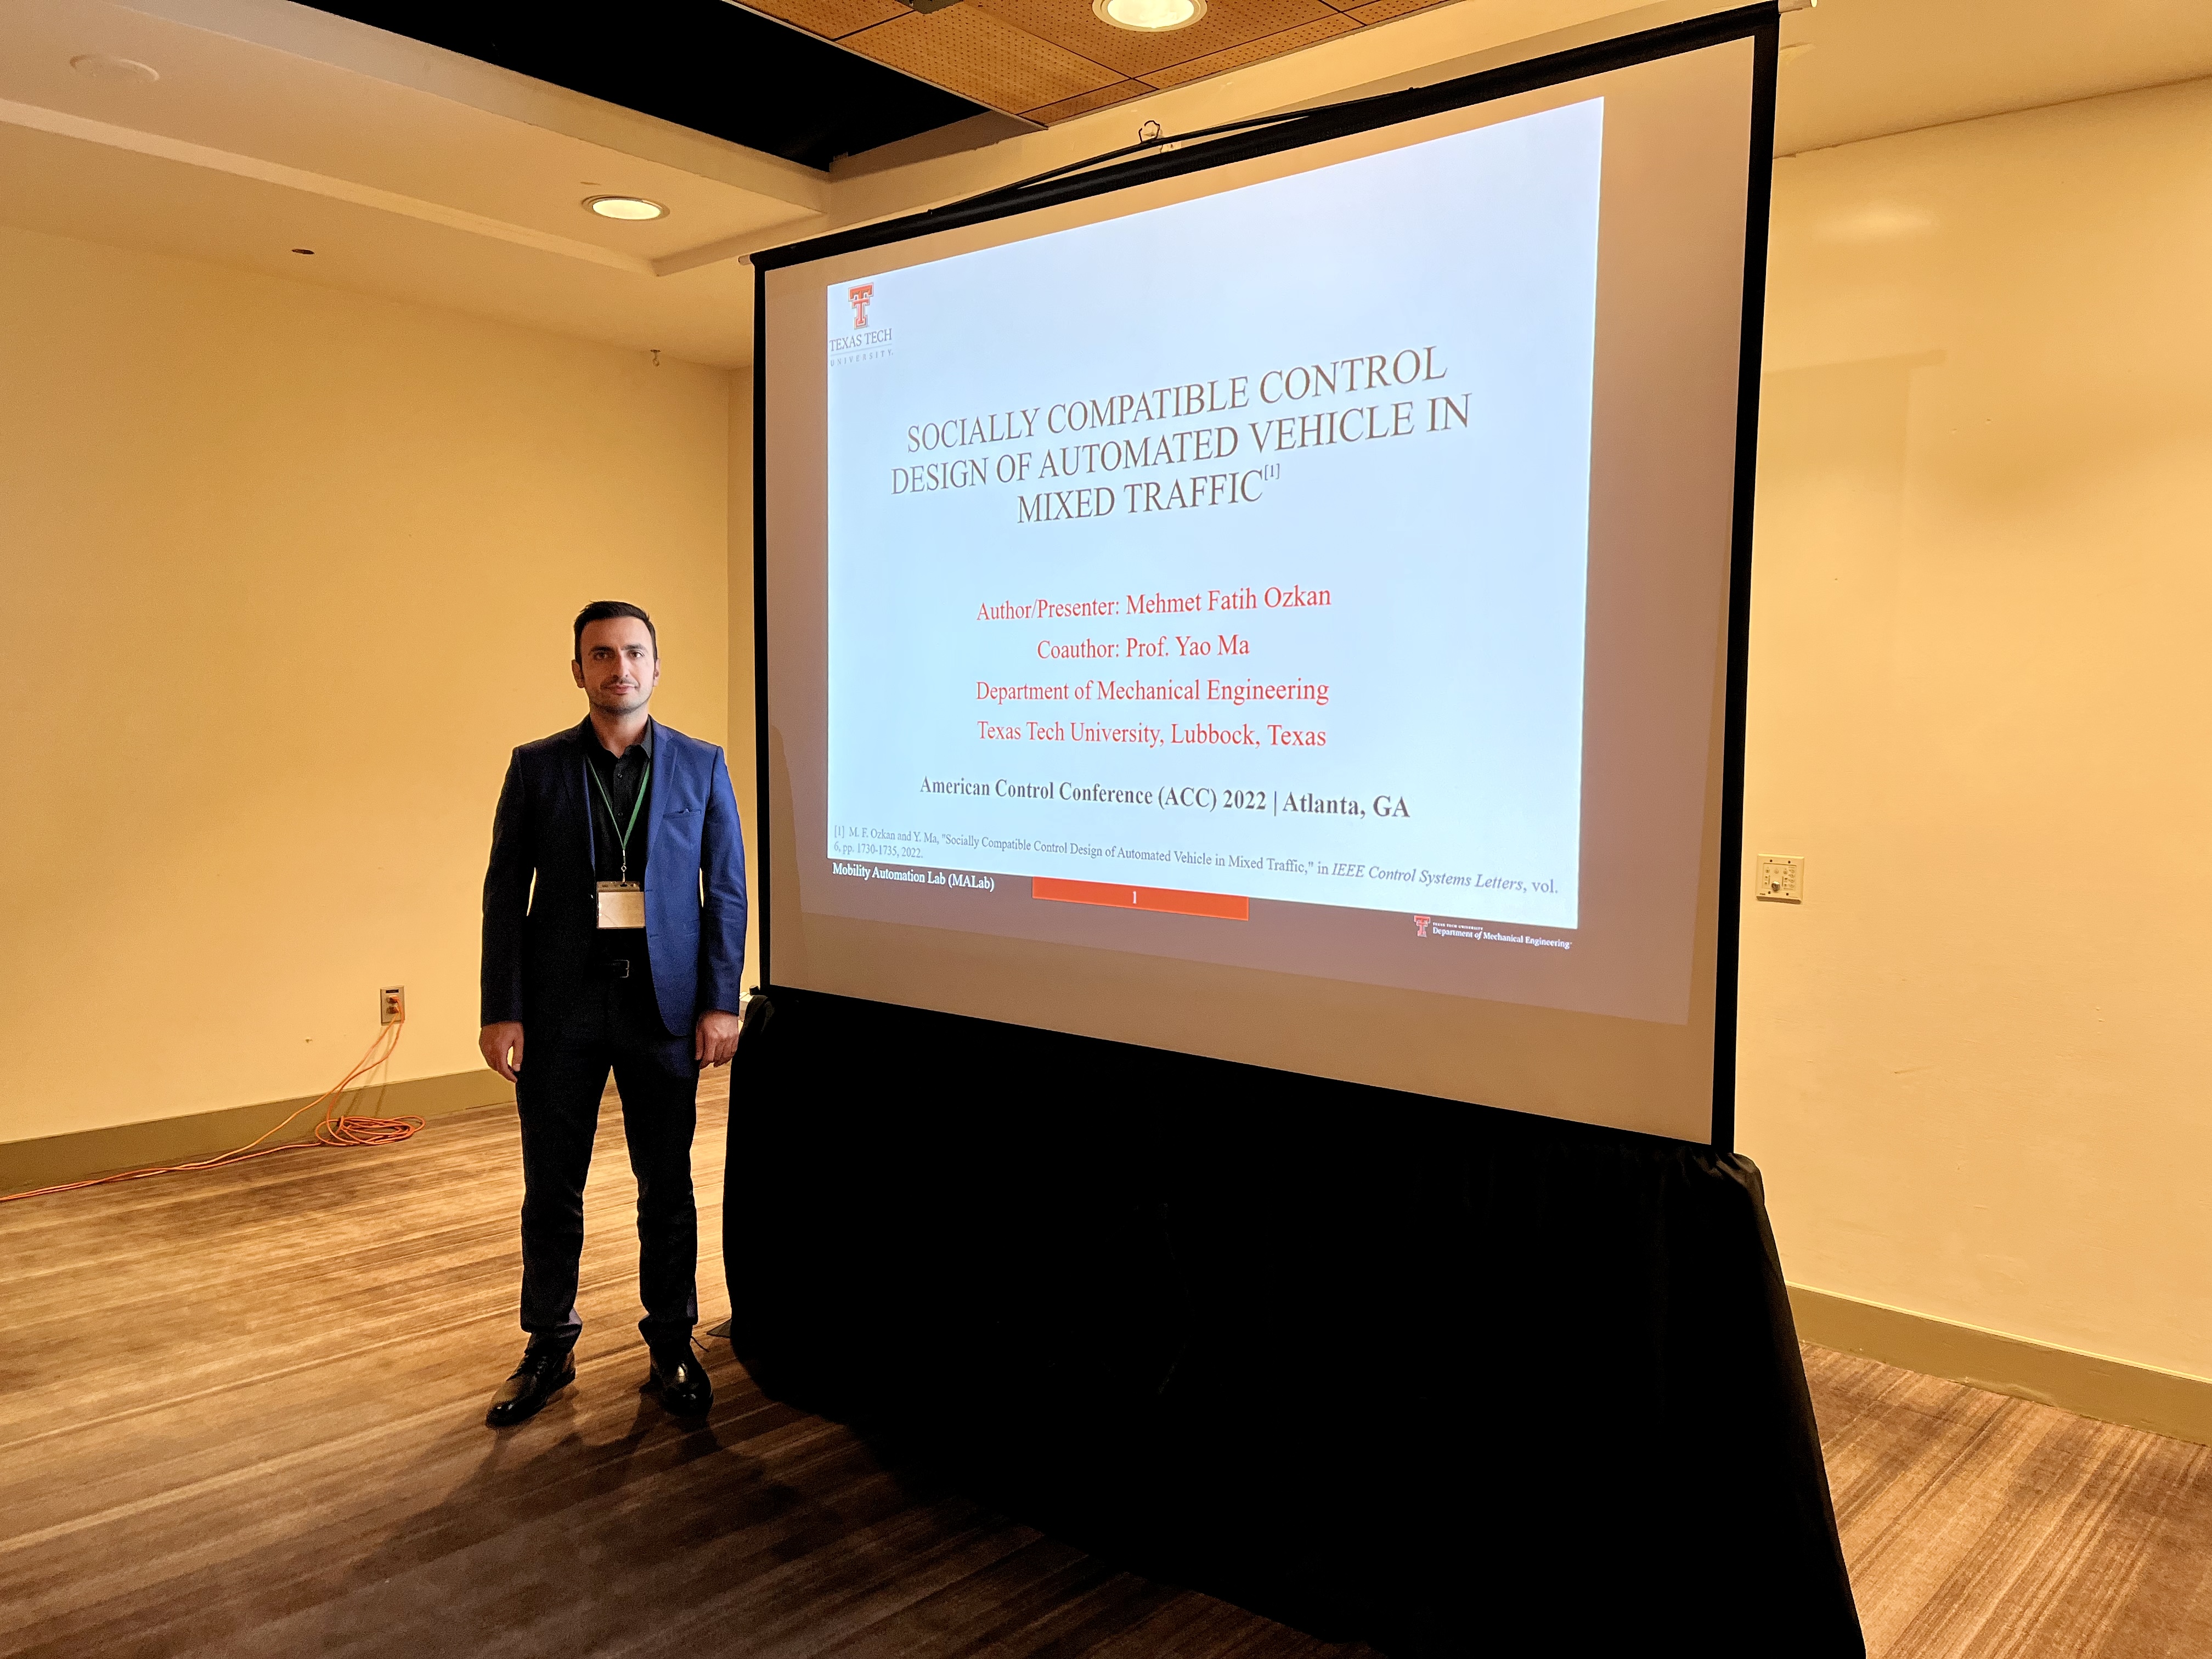 TEXAS TECH
UNIVERSITY.
SOCIALLY COMPATIBLE CONTROL
DESIGN OF AUTOMATED VEHICLE IN
MIXED TRAFFIC[1]
Author/Presenter: Mehmet Fatih Ozkan
Coauthor: Prof. Yao Ma
Department of Mechanical Engineering
Texas Tech University, Lubbock, Texas
American Control Conference (ACC) 2022 | Atlanta, GA
[1] M. F. Ozkan and Y. Ma, "Socially Compatible Control Design of Automated Vehicle in Mixed Traffic," in IEEE Control Systems Letters, vol.
6, pp. 1730-1735, 2022.
Mobility Automation Lab (MALab)
1
TEXAS TECH UNIVERSITY
Department of Mechanical Engineering